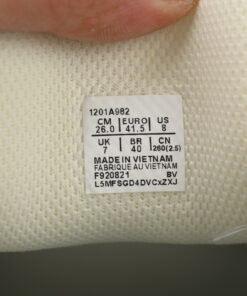 1201A982
CM EURO US
26.0 41.5 8
UK BR CN
7 40 260(2.5)
MADE IN VIETNAM
FABRIQUE AU VIETNAM
F920821 BV
L5MFSGD4DVCxZXJ